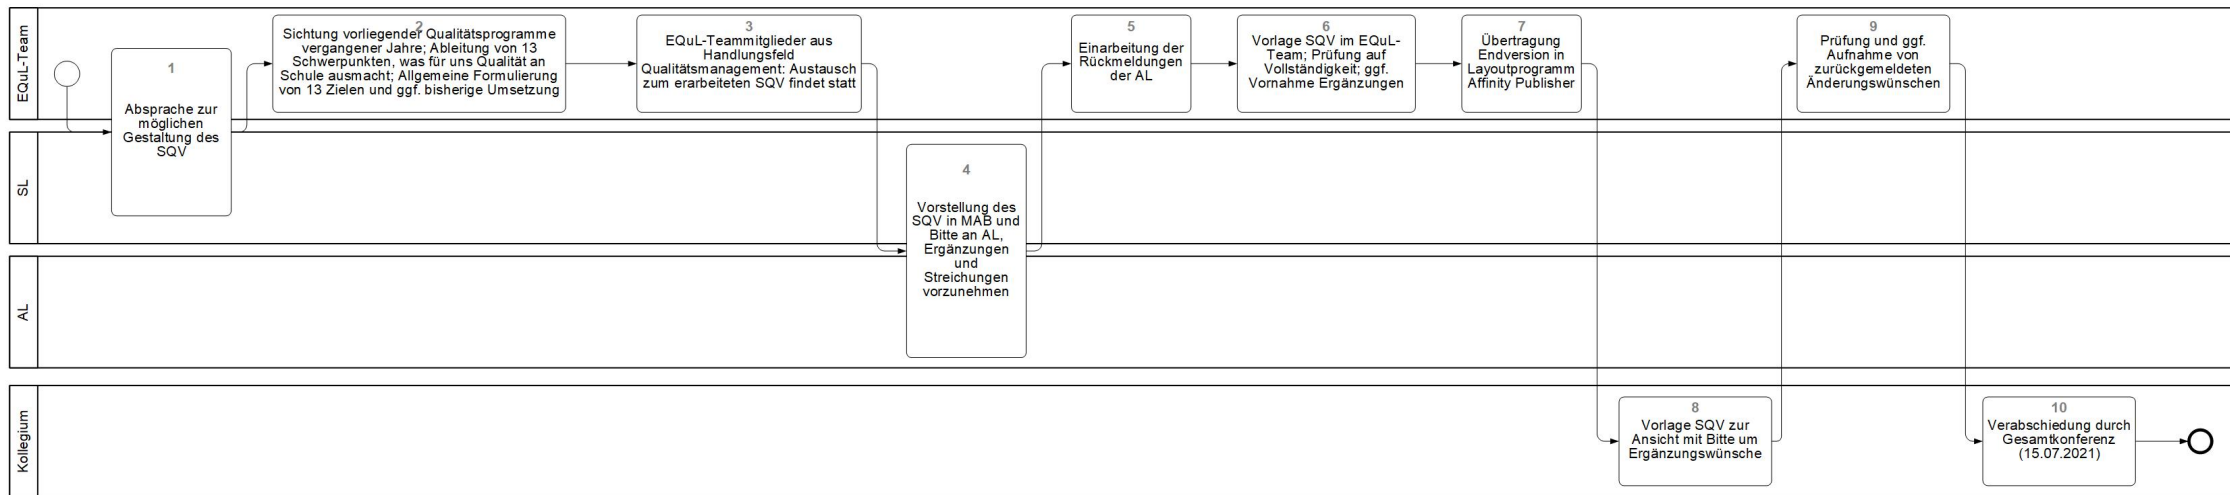 EQuL-Team
1
Absprache zur
möglichen
Gestaltung des
SQV
2
Sichtung vorliegender Qualitätsprogramme
vergangener Jahre; Ableitung von 13
Schwerpunkten, was für uns Qualität an
Schule ausmacht; Allgemeine Formulierung
von 13 Zielen und ggf. bisherige Umsetzung
3
EQuL-Teammitglieder aus
Handlungsfeld
Qualitätsmanagement: Austausch
zum erarbeiteten SQV findet statt
5
Einarbeitung der
Rückmeldungen
der AL
6
Vorlage SQV im EQuL-
Team; Prüfung auf
Vollständigkeit; ggf.
Vornahme Ergänzungen
7
Übertragung
Endversion in
Layoutprogramm
Affinity Publisher
9
Prüfung und ggf.
Aufnahme von
zurückgemeldeten
Änderungswünschen
SL
4
Vorstellung des
SQV in MAB und
Bitte an AL,
Ergänzungen
und
Streichungen
vorzunehmen
AL
Kollegium
8
Vorlage SQV zur
Ansicht mit Bitte um
Ergänzungswünsche
10
Verabschiedung durch
Gesamtkonferenz
(15.07.2021)